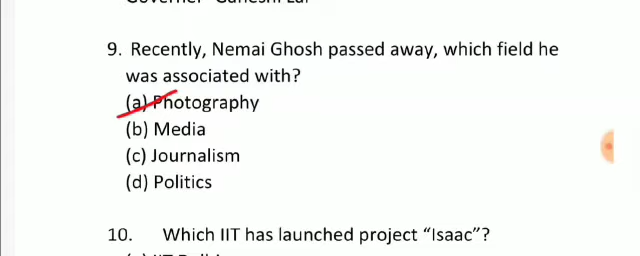 9. Recently, Nemai Ghosh passed away, which field he
was associated with?
(a) Photography
(b) Media
(c) Journalism
(d) Politics
10. Which IIT has launched project “Isaac”?